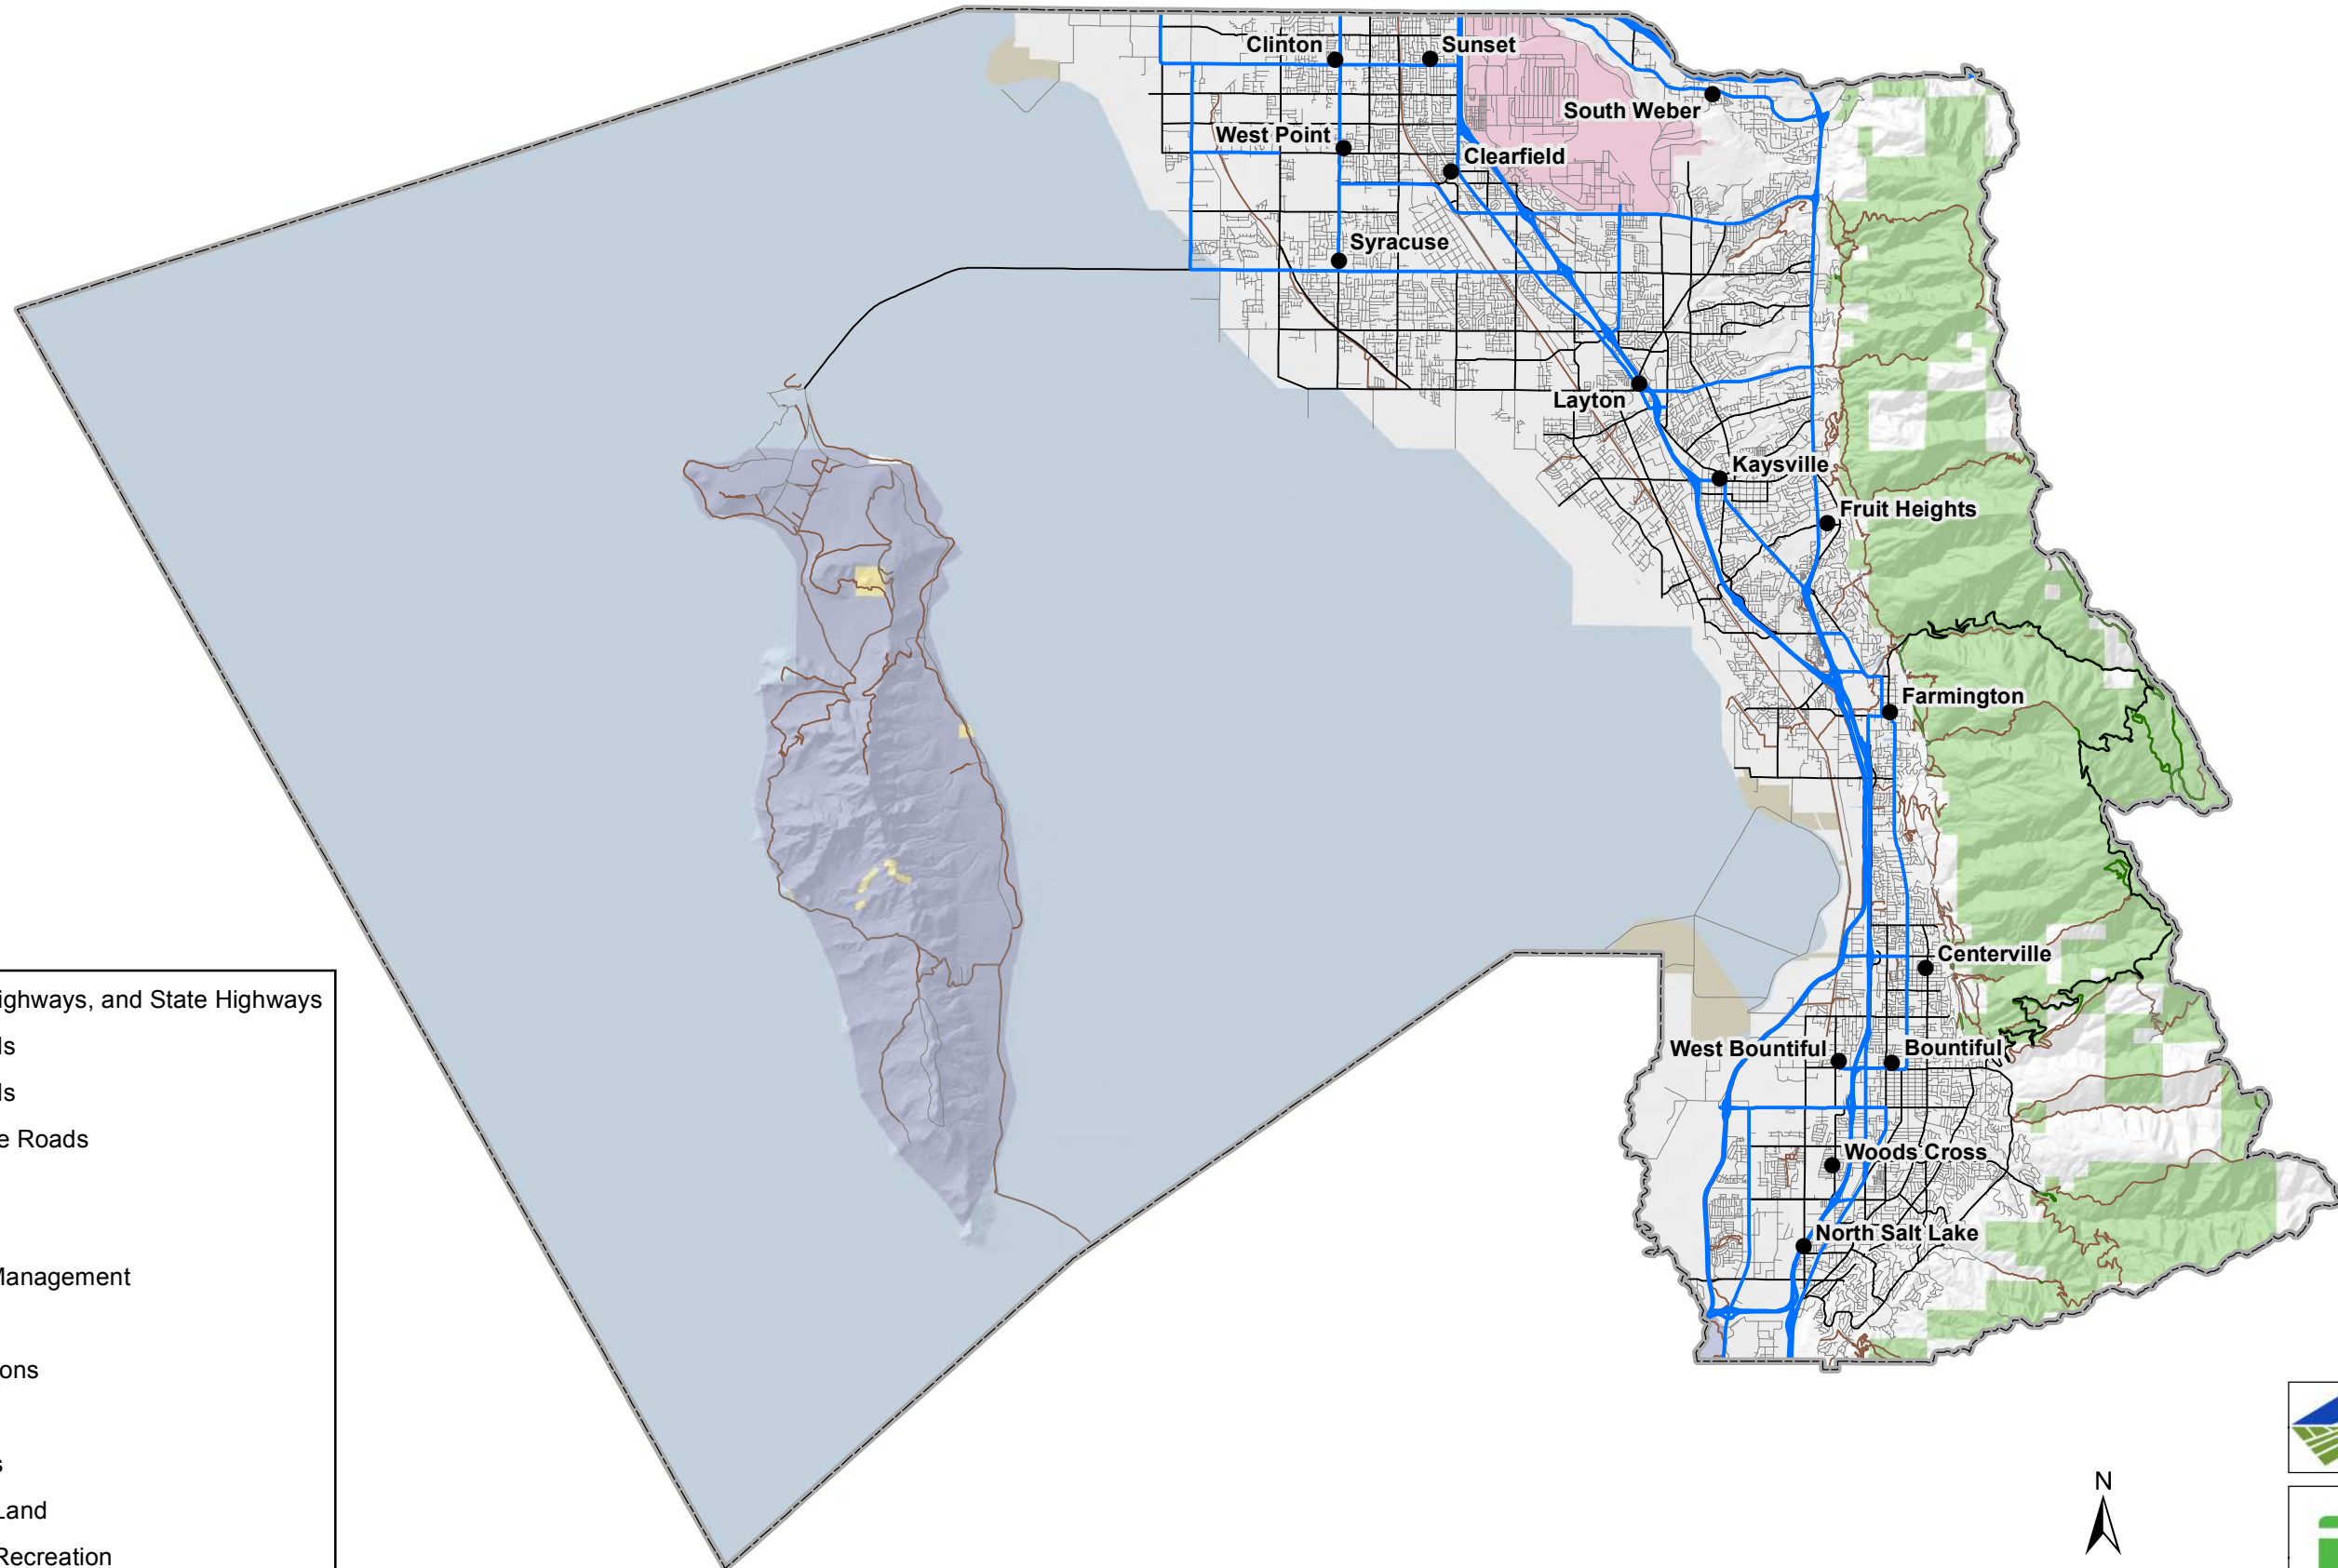 Clinton
Sunset
South Weber
West Point
Clearfield
Syracuse
Layton
Kaysville
Fruit Heights
Farmington
Centerville
West Bountiful
Bountiful
Woods Cross
North Salt Lake
ighways, and State Highways
ls
ls
e Roads
Management
ons
s
Land
Recreation
N